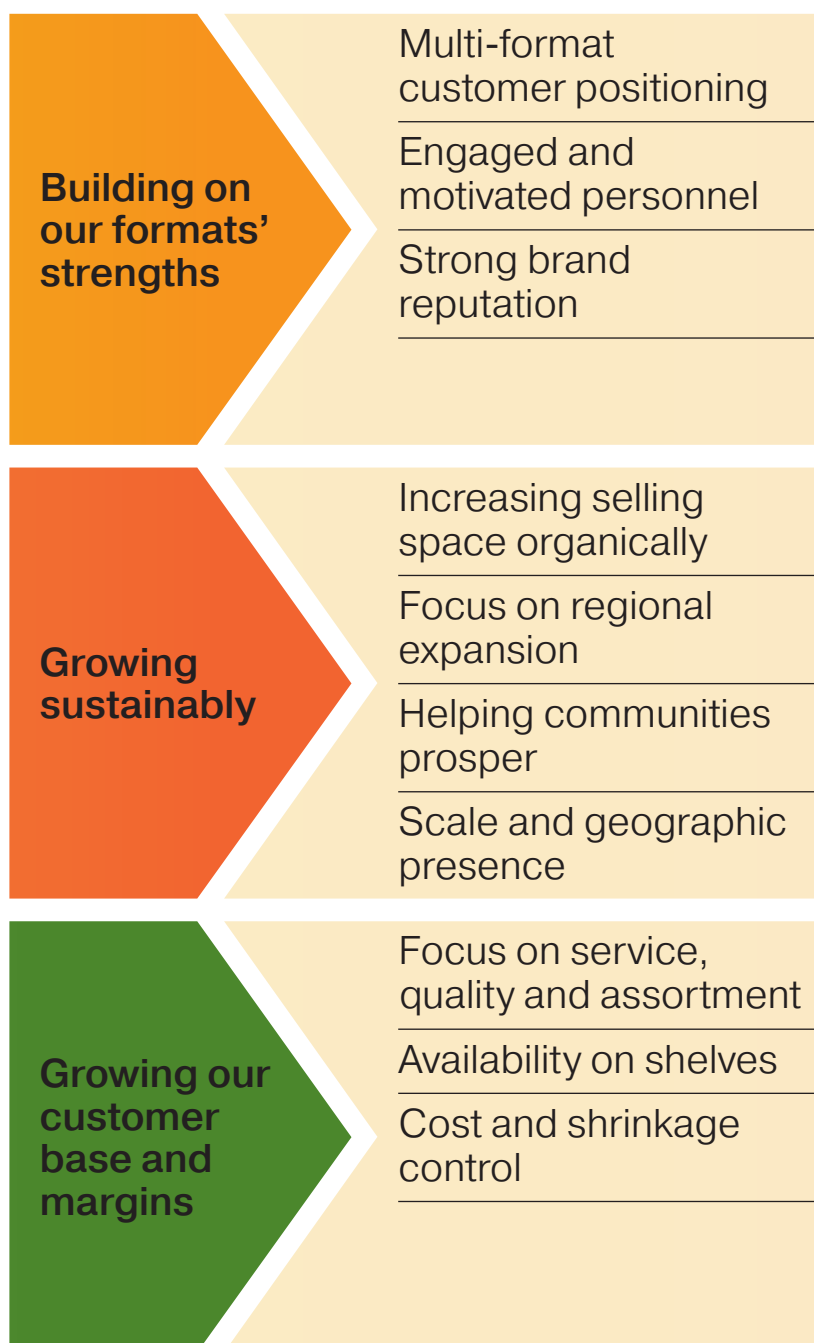 Building on
our formats’
strengths
Multi-format
customer positioning
Engaged and
motivated personnel
Strong brand
reputation
Growing
sustainably
Increasing selling
space organically
Focus on regional
expansion
Helping communities
prosper
Scale and geographic
presence
Growing our
customer
base and
margins
Focus on service,
quality and assortment
Availability on shelves
Cost and shrinkage
control